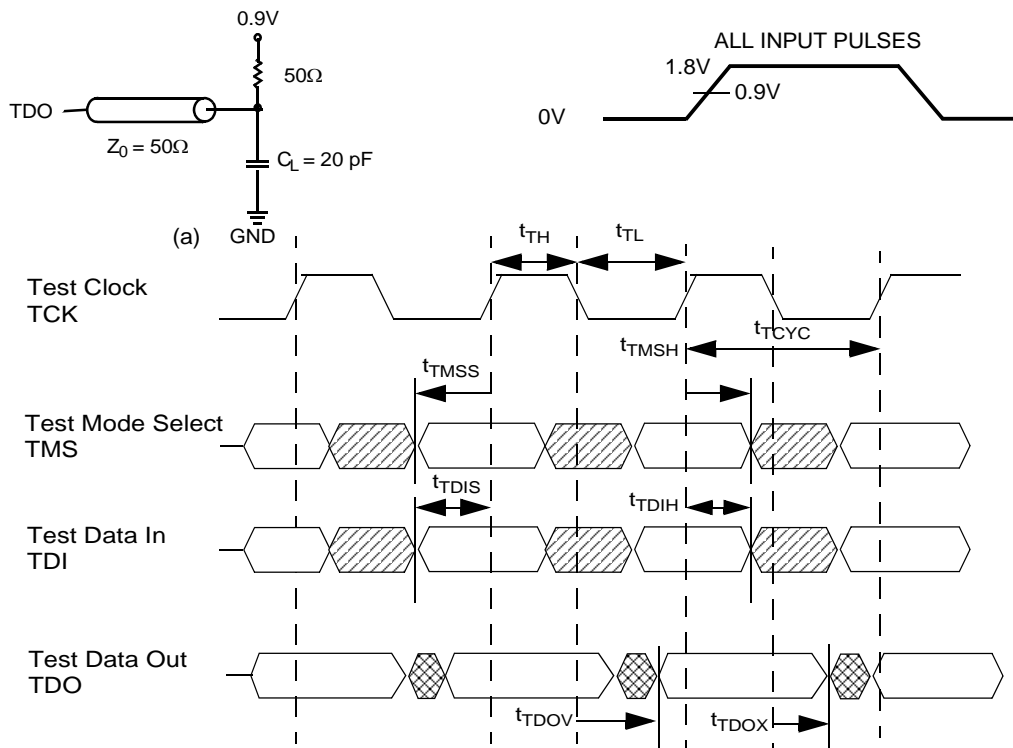 0.9V
ALL INPUT PULSES
50Ω
1.8V
0.9V
TDO
0V
Z0 = 50Ω
CL = 20 pF
(a)
GND
tTH
tTL
Test Clock
TCK
tTMSH
tTCYC
tTMSS
Test Mode Select
TMS
tTDIS
tTDIH
Test Data In
TDI
Test Data Out
TDO
tTDOV
tTDOX